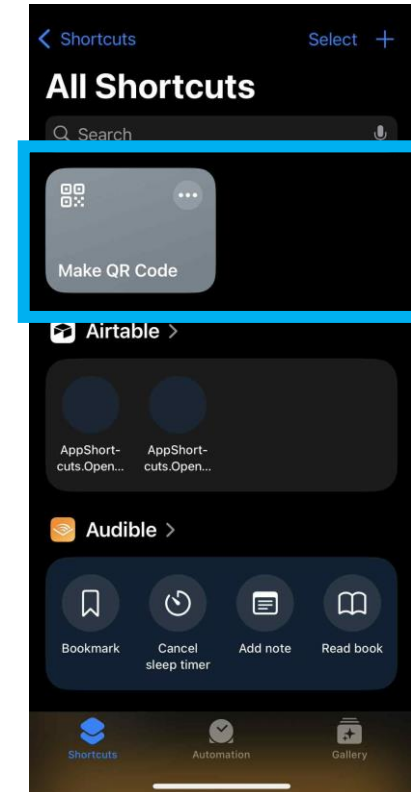 Shortcuts Select
All Shortcuts
Search
Make QR Code
Airtable >
AppShort-
cuts.Open...
AppShort-
cuts.Open...
Audible >
Bookmark
Cancel
sleep timer
Add note
Read book
Shortcuts Automation Gallery